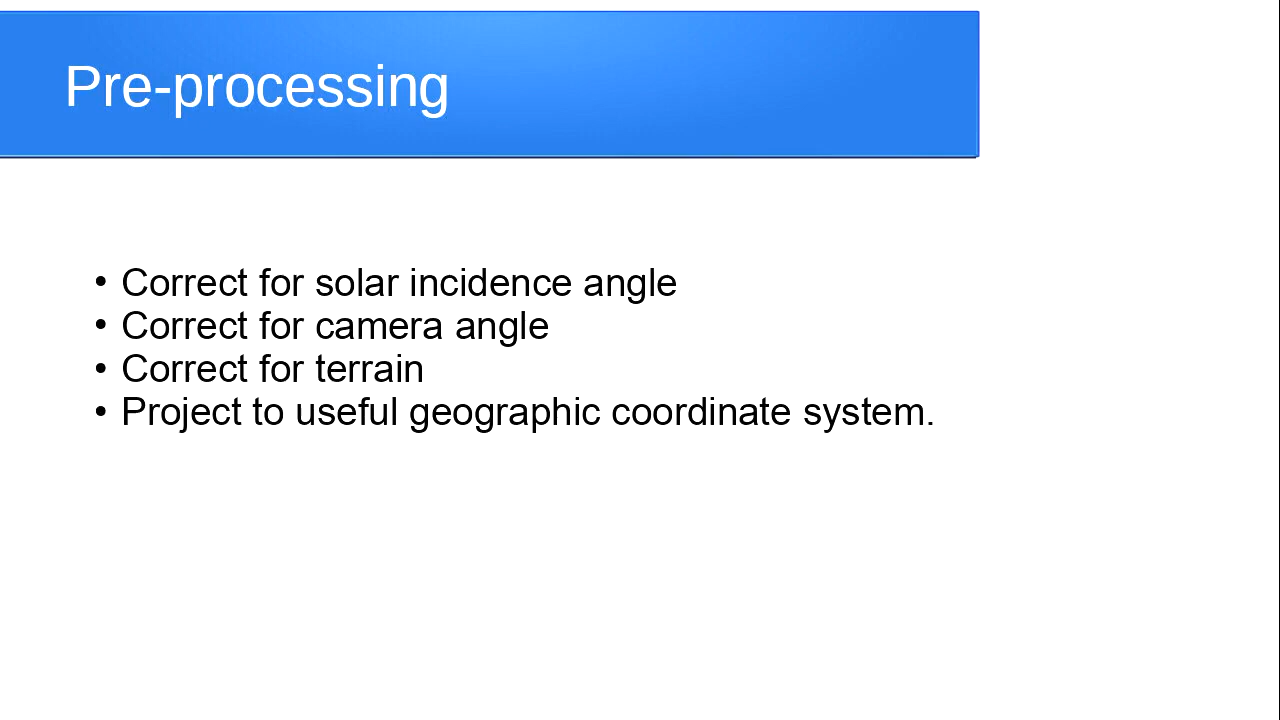 Pre-processing
• Correct for solar incidence angle
• Correct for camera angle
• Correct for terrain
• Project to useful geographic coordinate system.